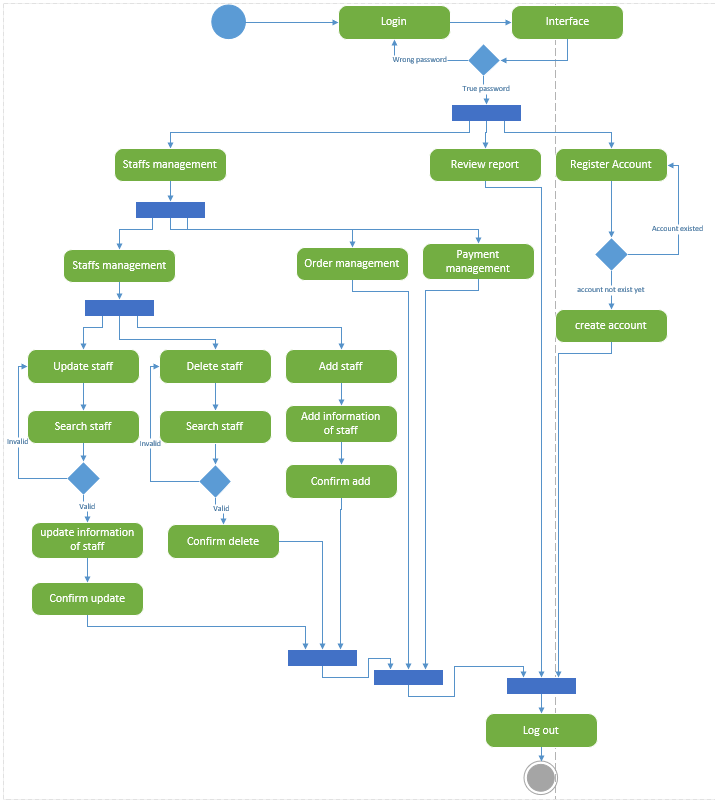 Login
Interface
Wrong password
True password
Staffs management
Review report
Register Account
Account existed
Staffs management
Order management
Payment
management
account not exist yet
create account
Update staff
Delete staff
Add staff
Search staff
Search staff
Add information
of staff
Invalid
Invalid
Confirm add
Valid
Valid
update information
of staff
Confirm delete
Confirm update
Log out